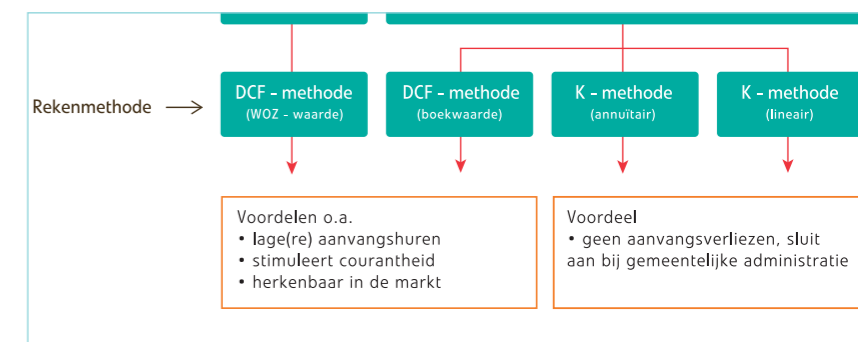 Rekenmethode
DCF - methode
(WOZ - waarde)
DCF - methode
(boekwaarde)
K - methode
(annuïtair)
K - methode
(lineair)
Voordelen o.a.
• lage(re) aanvangshuren
• stimuleert courantheid
• herkenbaar in de markt
Voordeel
• geen aanvangsverliezen, sluit
aan bij gemeentelijke administratie